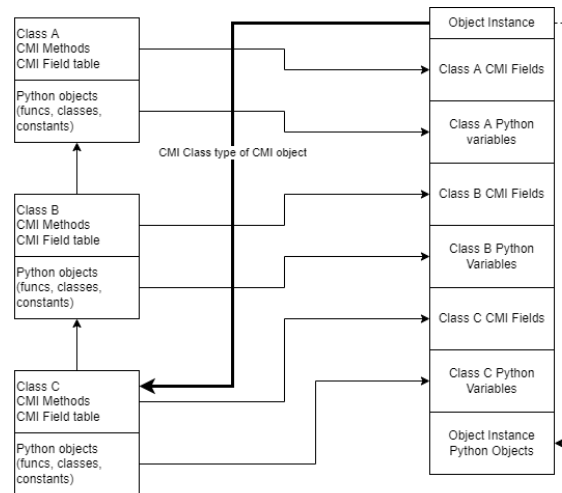 Class A
CMI Methods
CMI Field table
Python objects
(funcs, classes,
constants)
Class B
CMI Methods
CMI Field table
Python objects
(funcs, classes,
constants)
Class C
CMI Methods
CMI Field table
Python objects
(funcs, classes,
constants)
CMI Class type of CMI object
Object Instance
Class A CMI Fields
Class A Python
variables
Class B CMI Fields
Class B Python
Variables
Class C CMI Fields
Class C Python
Variables
Object Instance
Python Objects